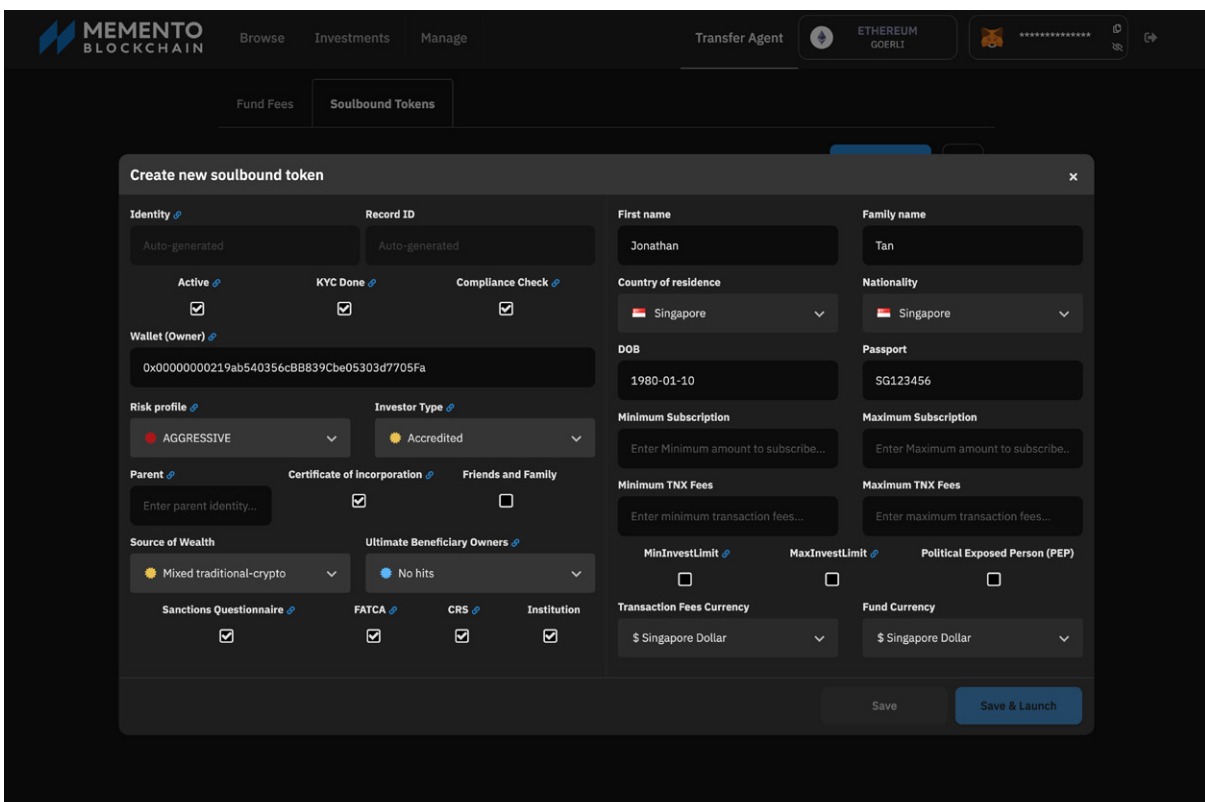 MEMENTO
BLOCKCHAIN
Browse
Investments
Manage
Transfer Agent
ETHEREUM
GOERLI
**************
Fund Fees
Soulbound Tokens
Create new soulbound token
×
Identity
Record ID
Auto-generated
Auto-generated
Active
KYC Done
Compliance Check
Wallet (Owner)
0x00000000219ab540356cBB839Cbe05303d7705Fa
Risk profile
Investor Type
AGGRESSIVE
Accredited
Parent
Certificate of incorporation
Friends and Family
Enter parent identity...
Source of Wealth
Ultimate Beneficiary Owners
Mixed traditional-crypto
No hits
Sanctions Questionnaire
FATCA
CRS
Institution
First name
Family name
Jonathan
Tan
Country of residence
Nationality
Singapore
Singapore
DOB
Passport
1980-01-10
SG123456
Minimum Subscription
Maximum Subscription
Enter Minimum amount to subscribe...
Enter Maximum amount to subscribe..
Minimum TNX Fees
Maximum TNX Fees
Enter minimum transaction fees...
Enter maximum transaction fees...
MinInvestLimit
MaxInvestLimit
Political Exposed Person (PEP)
Transaction Fees Currency
Fund Currency
$ Singapore Dollar
$ Singapore Dollar
Save
Save & Launch